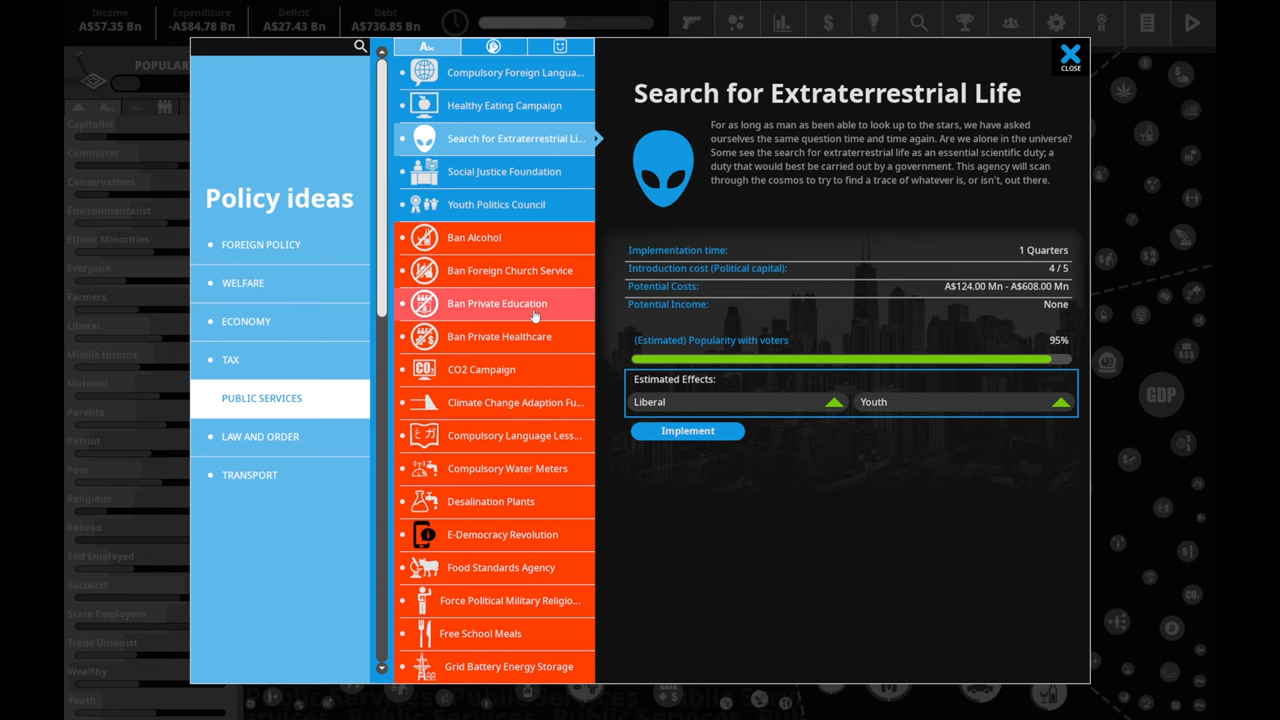 Income
A$57.35 Bn
Expenditure
-A$84.78 Bn
Deficit
A$27.43 Bn
Debt
A$736.85 Bn
POPULAR
Abc
Capitalist
Commuter
Conservatives
Environmentalist
Ethnic Minorities
Everyone
Farmers
Liberal
Middle Income
Motorist
Parents
Patriot
Poor
Religious
Retired
Self Employed
Socialist
State Employees
Trade Unionist
Wealthy
Youth
Policy ideas
FOREIGN POLICY
WELFARE
ECONOMY
TAX
PUBLIC SERVICES
LAW AND ORDER
TRANSPORT
Abc
Compulsory Foreign Langua...
Healthy Eating Campaign
Search for Extraterrestrial Li...
Social Justice Foundation
Youth Politics Council
Ban Alcohol
Ban Foreign Church Service
Ban Private Education
Ban Private Healthcare
CO2 Campaign
Climate Change Adaption Fu...
Compulsory Language Less...
Compulsory Water Meters
Desalination Plants
E-Democracy Revolution
Food Standards Agency
Force Political Military Religio...
Free School Meals
Grid Battery Energy Storage
CLOSE
Search for Extraterrestrial Life
For as long as man as been able to look up to the stars, we have asked
ourselves the same question time and time again. Are we alone in the universe?
Some see the search for extraterrestrial life as an essential scientific duty; a
duty that would best be carried out by a government. This agency will scan
through the cosmos to try to find a trace of whatever is, or isn't, out there.
Implementation time: 1 Quarters
Introduction cost (Political capital): 4 / 5
Potential Costs: A$124.00 Mn - A$608.00 Mn
Potential Income: None
(Estimated) Popularity with voters 95%
Estimated Effects:
Liberal
Youth
Implement
GDP